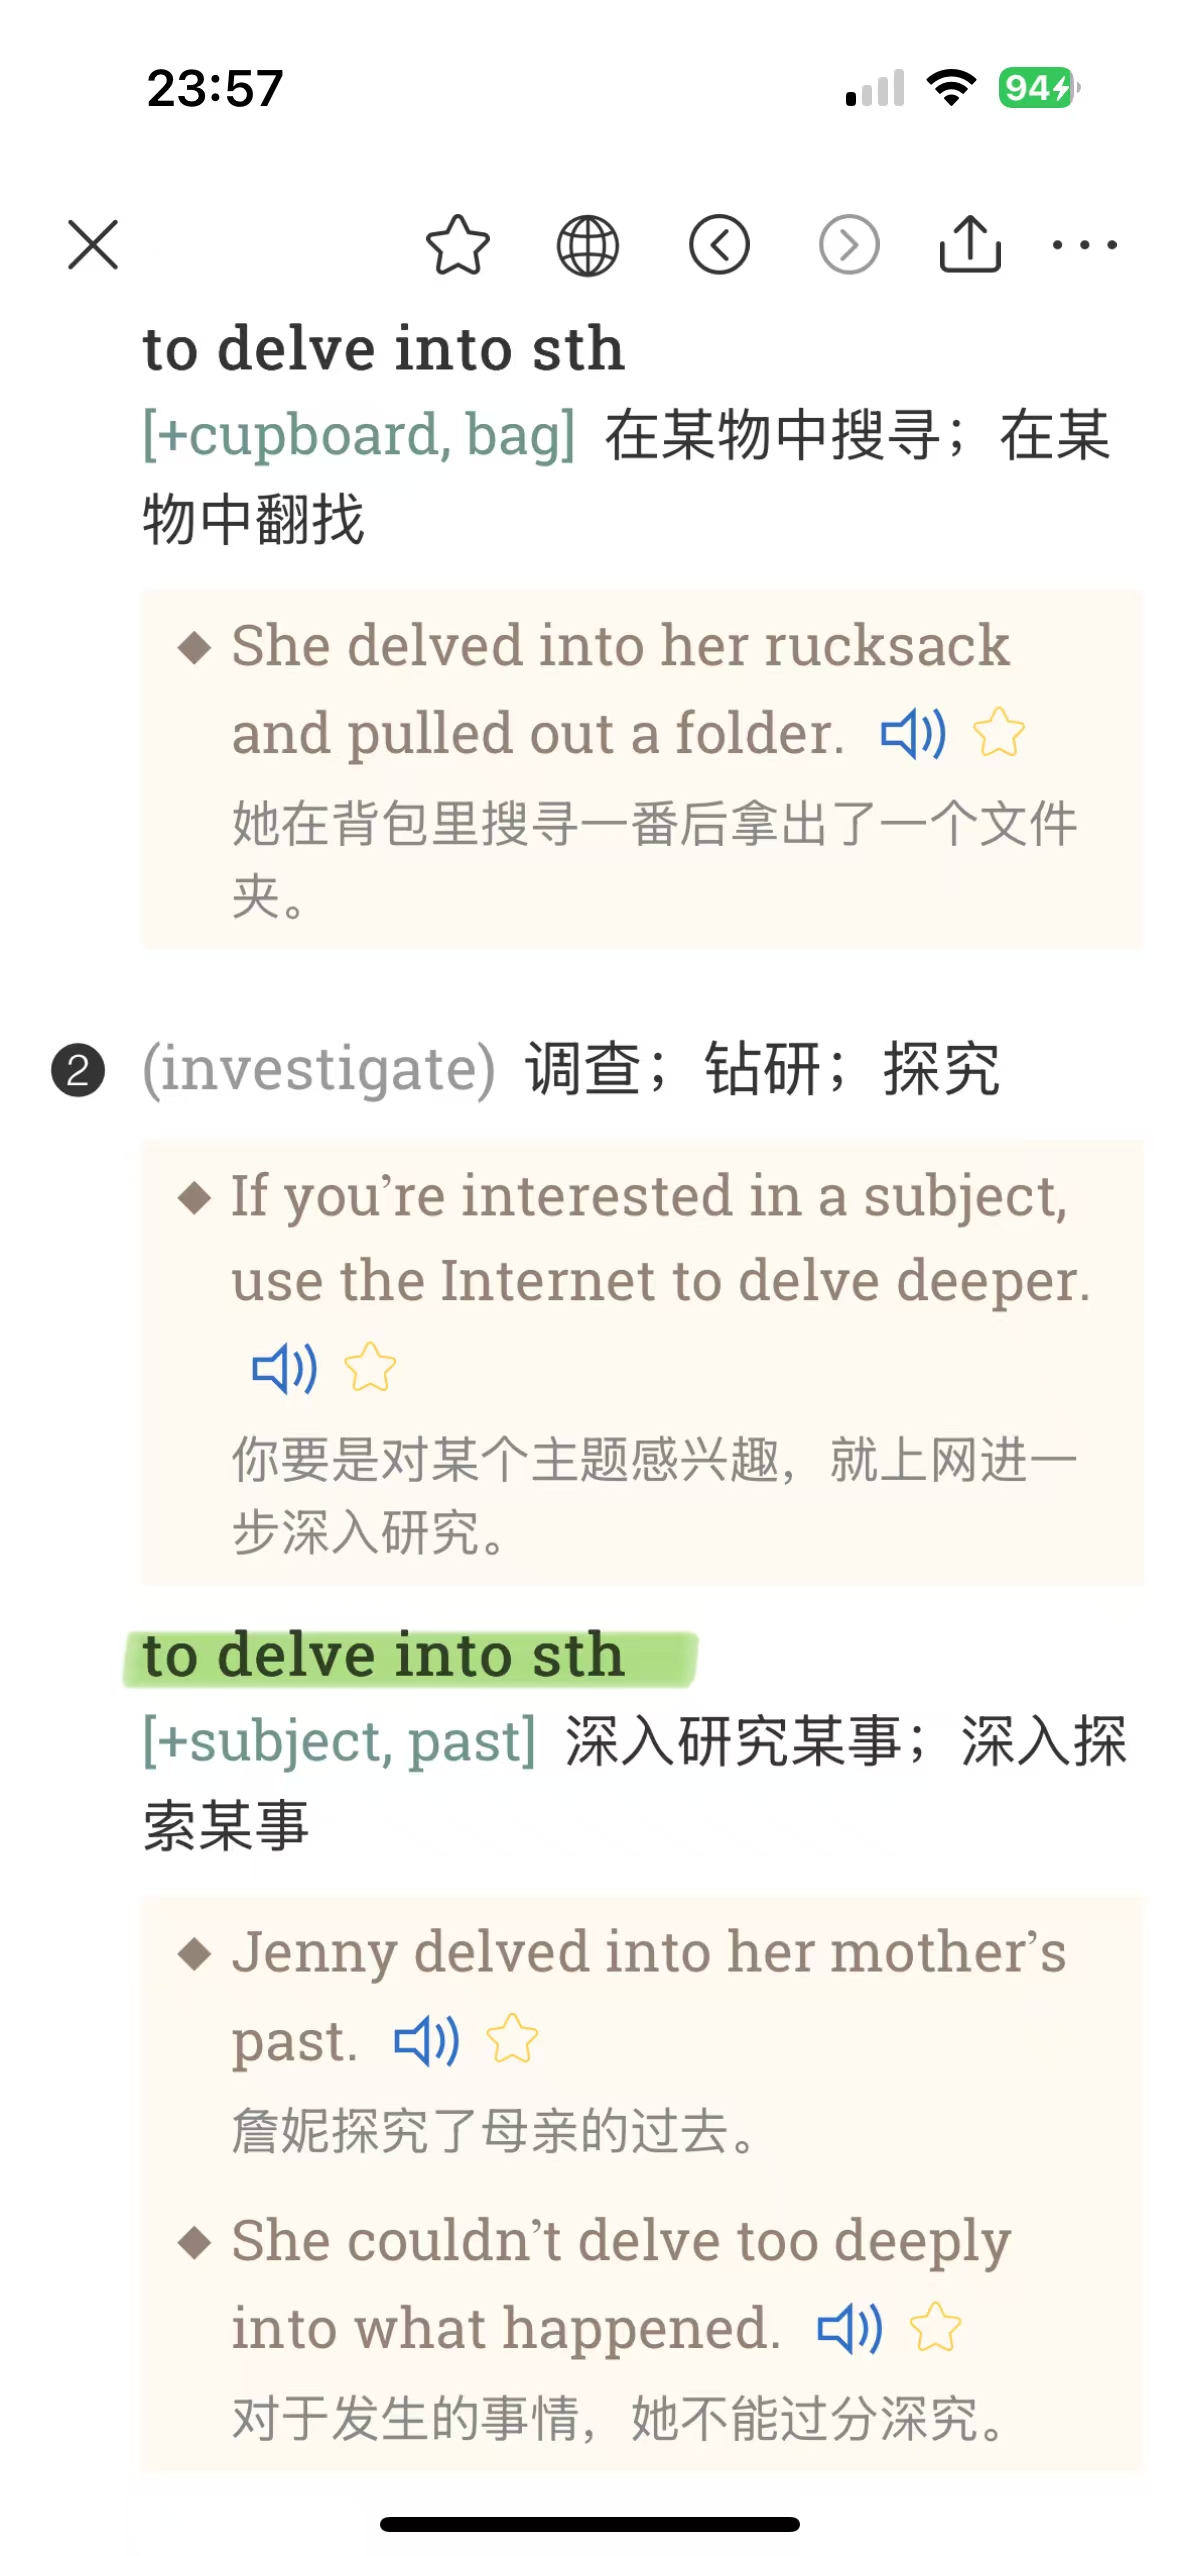 23:57
94
to delve into sth
[+cupboard, bag] 在某物中搜寻；在某
物中翻找
◆ She delved into her rucksack
and pulled out a folder.
她在背包里搜寻一番后拿出了一个文件
夹。
❷ (investigate) 调查；钻研；探究
◆ If you’re interested in a subject,
use the Internet to delve deeper.
你要是对某个主题感兴趣，就上网进一
步深入研究。
to delve into sth
[+subject, past] 深入研究某事；深入探
索某事
◆ Jenny delved into her mother’s
past.
詹妮探究了母亲的过去。
◆ She couldn’t delve too deeply
into what happened.
对于发生的事情，她不能过分深究。